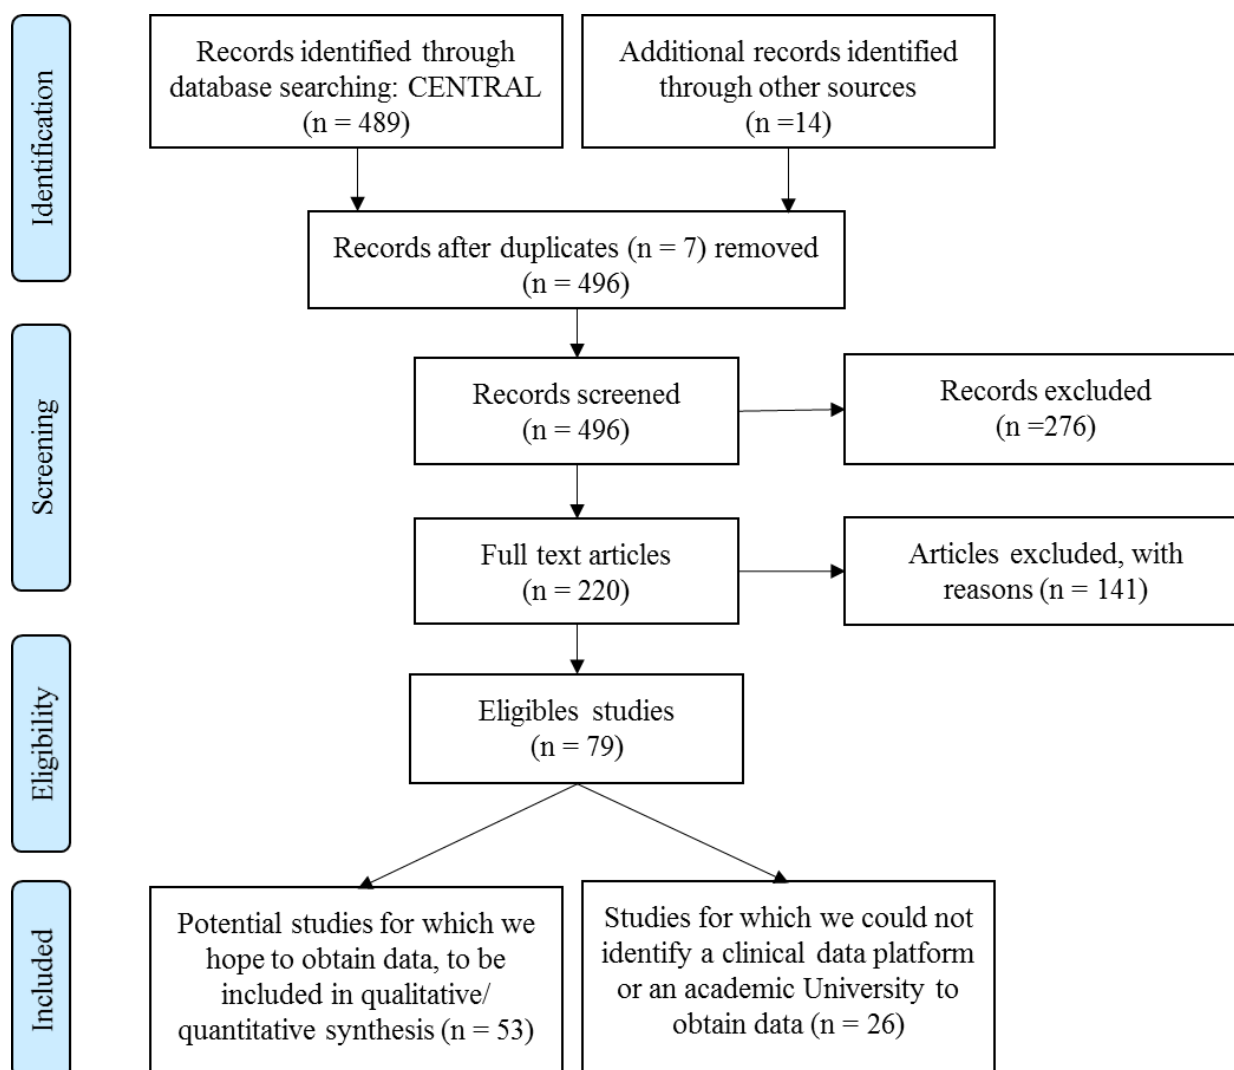 Identification
Records identified through
database searching: CENTRAL
(n = 489)
Additional records identified
through other sources
(n =14)
Records after duplicates (n = 7) removed
(n = 496)
Screening
Records screened
(n = 496)
Records excluded
(n =276)
Full text articles
(n = 220)
Articles excluded, with
reasons (n = 141)
Eligibility
Eligibles studies
(n = 79)
Included
Potential studies for which we
hope to obtain data, to be
included in qualitative/
quantitative synthesis (n = 53)
Studies for which we could not
identify a clinical data platform
or an academic University to
obtain data (n = 26)